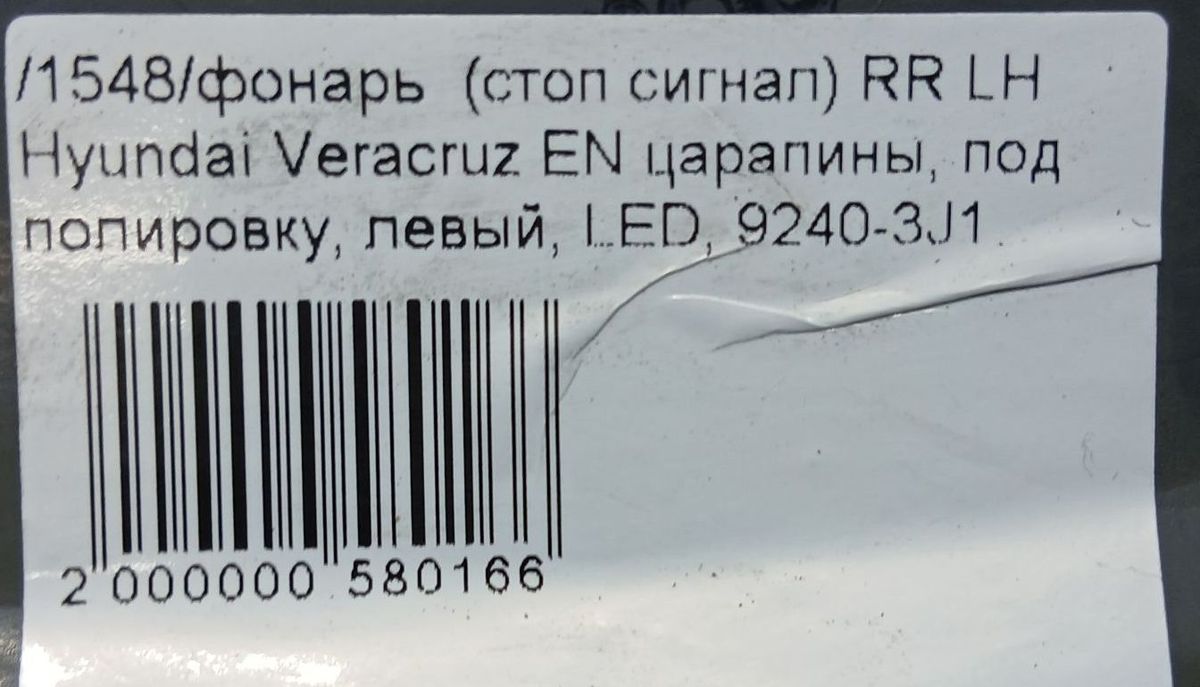 /1548/фонарь (стоп сигнал) RR LH
Hyundai Veracruz EN царапины, под
полировку, левый, LED, 9240-3J1
2 000000 580166